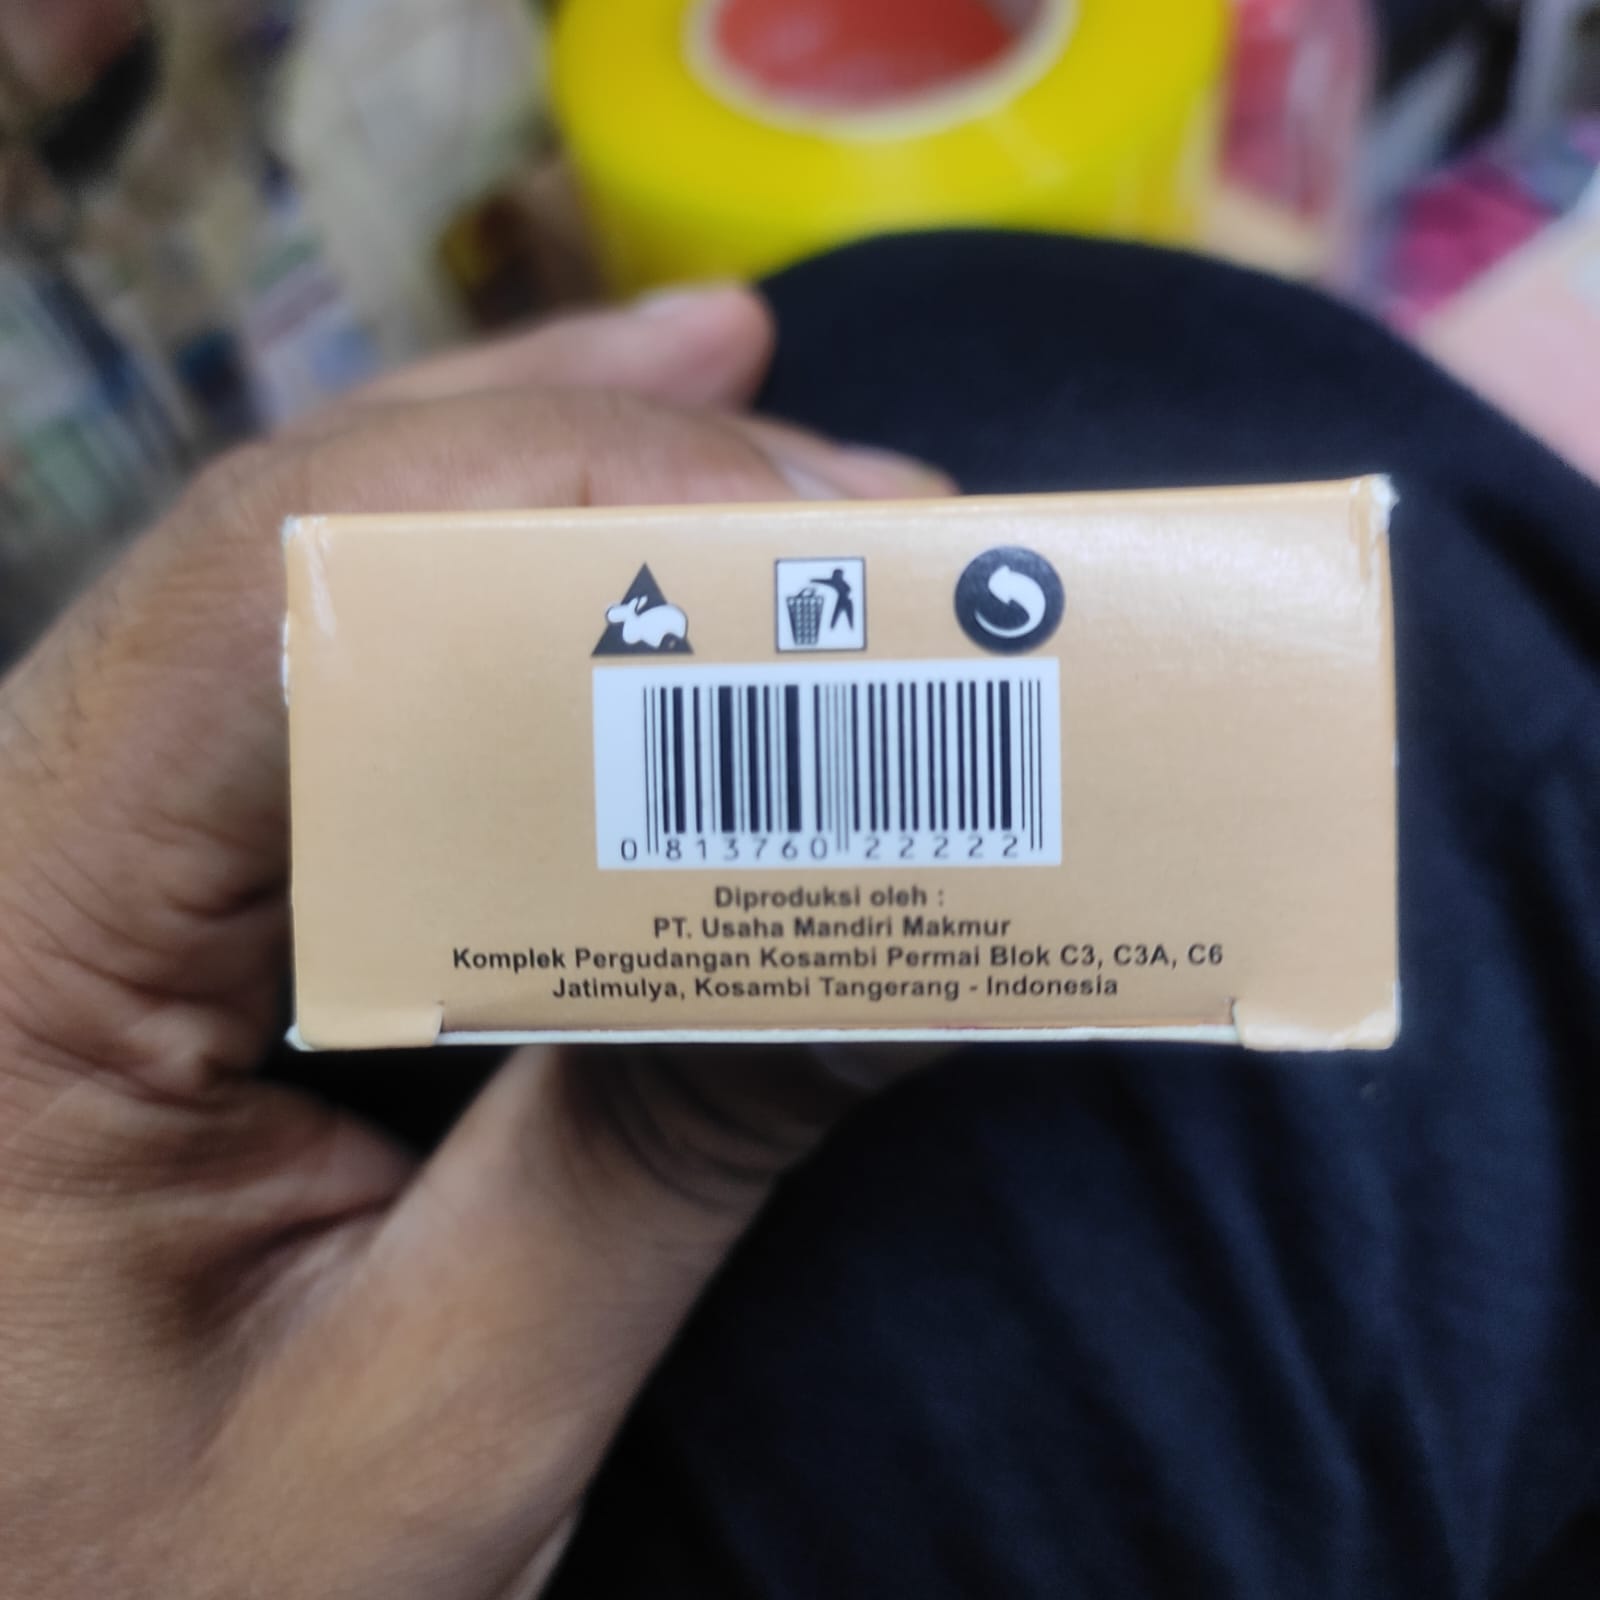 0 813760 222222
Diproduksi oleh :
PT. Usaha Mandiri Makmur
Komplek Pergudangan Kosambi Permai Blok C3, C3A, C6
Jatimulya, Kosambi Tangerang - Indonesia